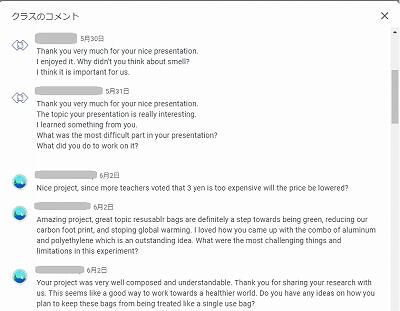 クラスのコメント
5月30日
Thank you very much for your nice presentation.
I enjoyed it. Why didn't you think about smell?
I think it is important for us.
5月31日
Thank you very much for your nice presentation.
The topic your presentation is really interesting.
I learned something from you.
What was the most difficult part in your presentation?
What did you do to work on it?
6月2日
Nice project, since more teachers voted that 3 yen is too expensive will the price be lowered?
6月2日
Amazing project, great topic resusablr bags are definitely a step towards being green, reducing our
carbon foot print, and stoping global warming. I loved how you came up with the combo of aluminum
and polyethylene which is an outstanding idea. What were the most challenging things and
limitations in this experiment?
6月2日
Your project was very well composed and understandable. Thank you for sharing your research with
us. This seems like a good way to work towards a healthier world. Do you have any ideas on how you
plan to keep these bags from being treated like a single use bag?